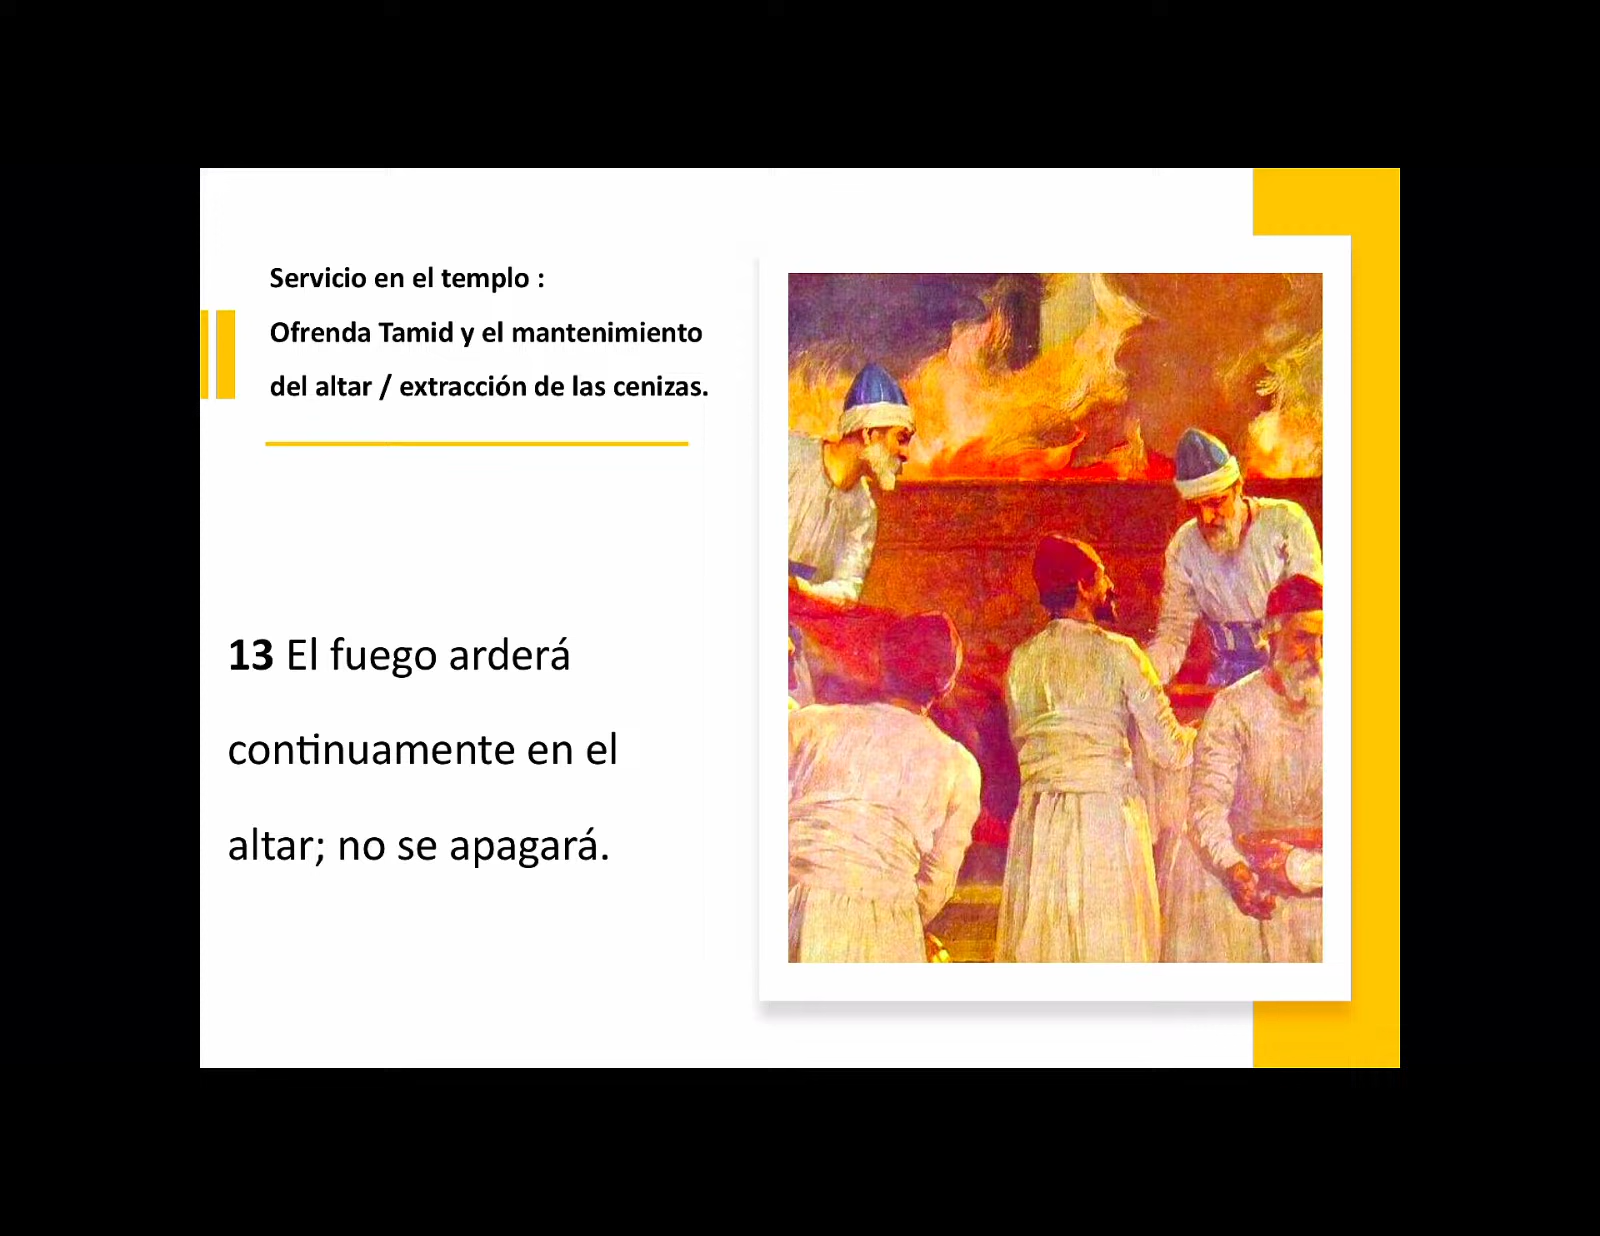 Servicio en el templo :
Ofrenda Tamid y el mantenimiento
del altar / extracción de las cenizas.
13 El fuego arderá
continuamente en el
altar; no se apagará.